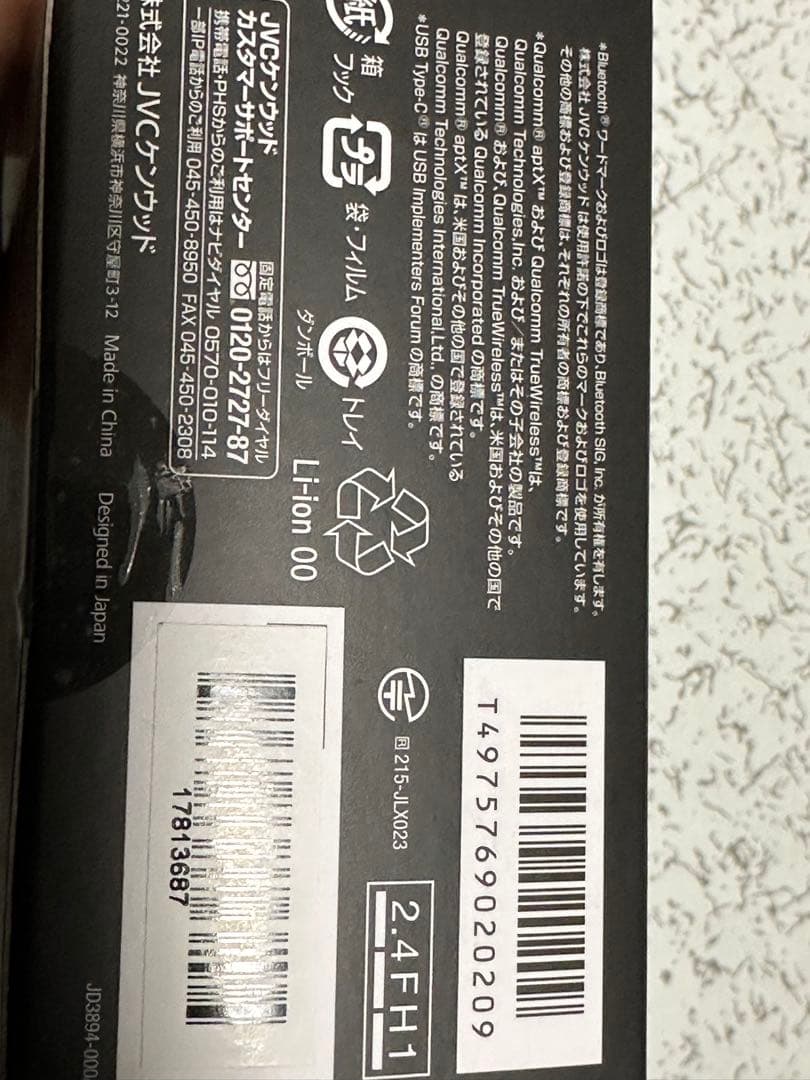 *Bluetooth® ワードマークおよびロゴは登録商標であり、Bluetooth SIG, Inc. が所有権を有します。
株式会社 JVC ケンウッド は使用許諾の下でこれらのマークおよびロゴを使用しています。
その他の商標および登録商標は、それぞれの所有者の商標および登録商標です。
*Qualcomm® aptX™ および Qualcomm TrueWireless™は、
Qualcomm Technologies,Inc. および/またはその子会社の製品です。
Qualcomm® および、Qualcomm TrueWireless™は、米国およびその他の国で
登録されている Qualcomm Incorporated の商標です。
Qualcomm® aptX™ は、米国およびその他の国で登録されている
Qualcomm Technologies International,Ltd., の商標です。
*USB Type-C® は USB Implementers Forum の商標です。
紙
箱
フック
プラ
袋・フィルム
トレイ
ダンボール
Li-ion 00
JVCケンウッド
カスタマーサポートセンター
固定電話からはフリーダイヤル
0120-2727-87
携帯電話・PHSからのご利用はナビダイヤル 0570-010-114
一部IP電話からのご利用 045-450-8950 FAX 045-450-2308
株式会社 JVCケンウッド
221-0022 神奈川県横浜市神奈川区守屋町3-12 Made in China Designed in Japan
T4975769020209
R 215-JLX023
2.4FH1
17813687
JD3894-000